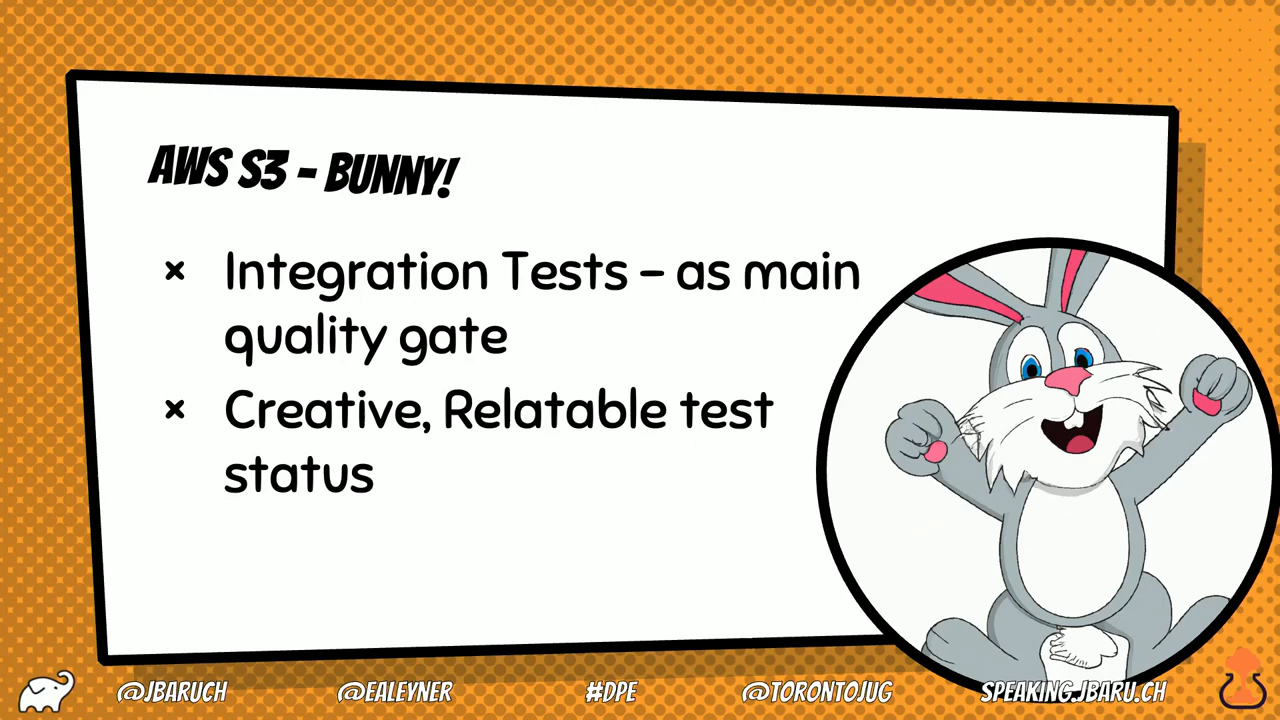 AWS S3 - BUNNY!
× Integration Tests – as main
quality gate
× Creative, Relatable test
status
@JBARUCH @EALEYNER #DPE @TORONTOJUG SPEAKING.JBARU.CH